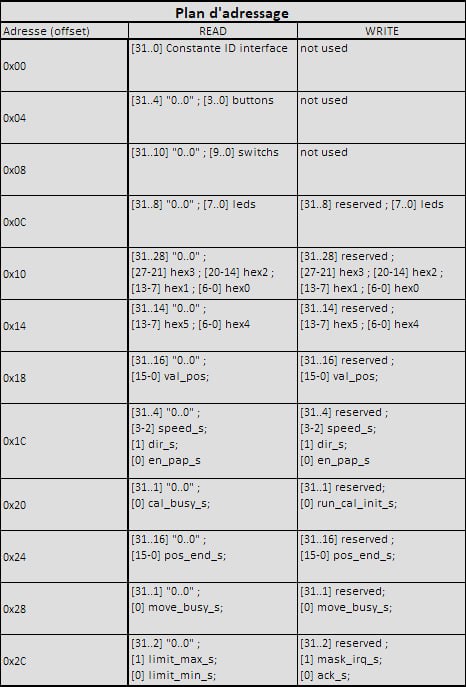 Plan d'adressage
Adresse (offset) READ WRITE
0x00 [31..0] Constante ID interface not used
0x04 [31..4] "0..0" ; [3..0] buttons not used
0x08 [31..10] "0..0" ; [9..0] switchs not used
0x0C [31..8] "0..0" ; [7..0] leds [31..8] reserved ; [7..0] leds
0x10 [31..28] "0..0" ; [31..28] reserved ;
[27-21] hex3 ; [20-14] hex2 ; [27-21] hex3 ; [20-14] hex2 ;
[13-7] hex1 ; [6-0] hex0 [13-7] hex1 ; [6-0] hex0
0x14 [31..14] "0..0" ; [31..14] reserved ;
[13-7] hex5 ; [6-0] hex4 [13-7] hex5 ; [6-0] hex4
0x18 [31..16] "0..0" ; [31..16] reserved ;
[15-0] val_pos; [15-0] val_pos;
0x1C [31..4] "0..0" ; [31..4] reserved ;
[3-2] speed_s; [3-2] speed_s;
[1] dir_s; [1] dir_s;
[0] en_pap_s [0] en_pap_s
0x20 [31..1] "0..0" ; [31..1] reserved;
[0] cal_busy_s; [0] run_cal_init_s;
0x24 [31..16] "0..0" ; [31..16] reserved ;
[15-0] pos_end_s; [15-0] pos_end_s;
0x28 [31..1] "0..0" ; [31..1] reserved;
[0] move_busy_s; [0] move_busy_s;
0x2C [31..2] "0..0" ; [31..2] reserved ;
[1] limit_max_s; [1] mask_irq_s;
[0] limit_min_s; [0] ack_s;